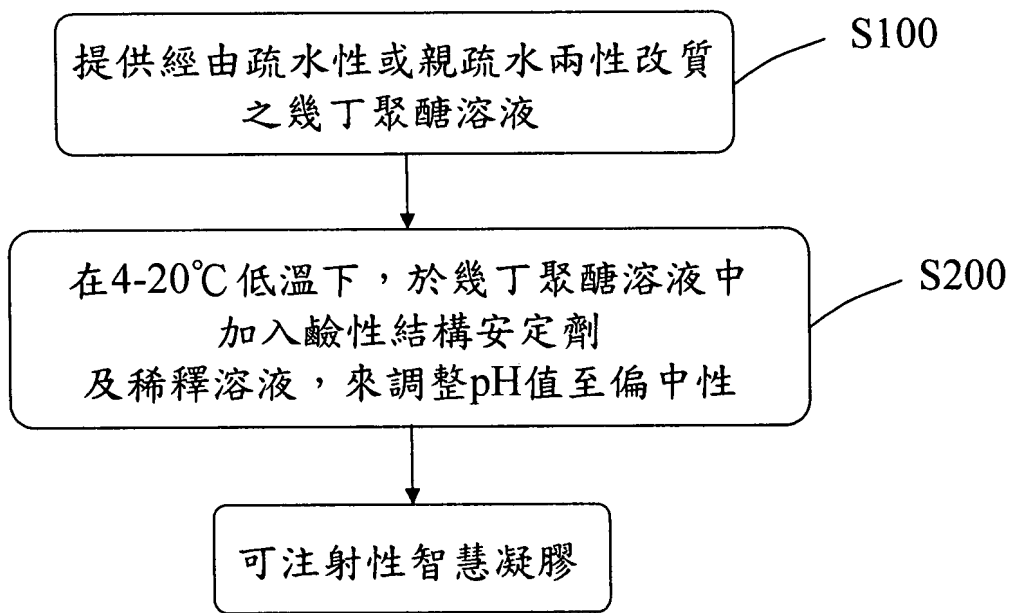 提供經由疏水性或親疏水兩性改質
之幾丁聚醣溶液
S100
在4-20℃低溫下，於幾丁聚醣溶液中
加入鹼性結構安定劑
及稀釋溶液，來調整pH值至偏中性
S200
可注射性智慧凝膠